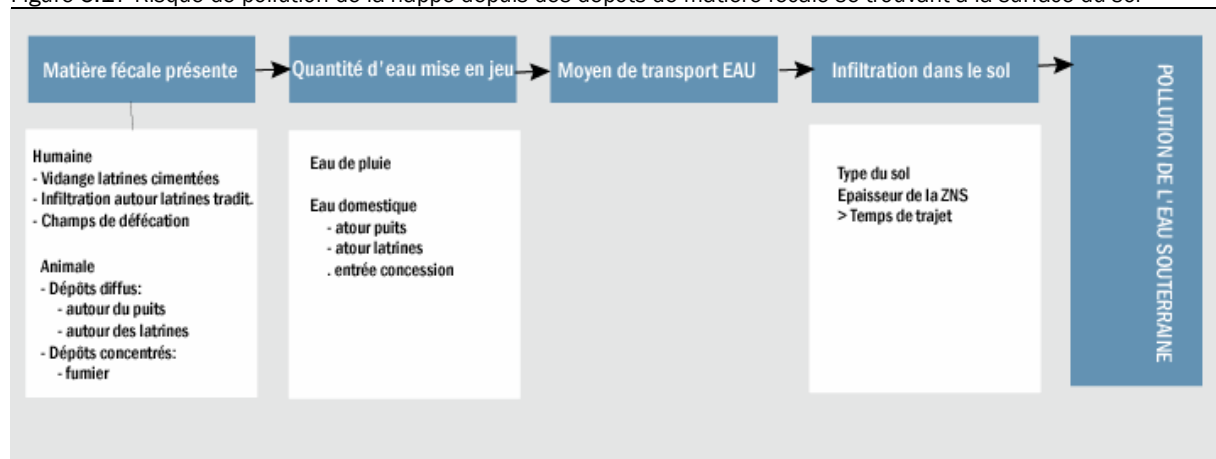 Figure Risque de pollution de la nappe depuis des dépôts de matière fécale se trouvant à la surface du sol
Matière fécale présente
Quantité d'eau mise en jeu
Moyen de transport EAU
Infiltration dans le sol
POLLUTION DE L'EAU SOUTERRAINE
Humaine
- Vidange latrines cimentées
- Infiltration autour latrines tradit.
- Champs de défécation
Animale
- Dépôts diffus:
- autour du puits
- autour des latrines
- Dépôts concentrés:
- fumier
Eau de pluie
Eau domestique
- atour puits
- atour latrines
. entrée concession
Type du sol
Epaisseur de la ZNS
> Temps de trajet